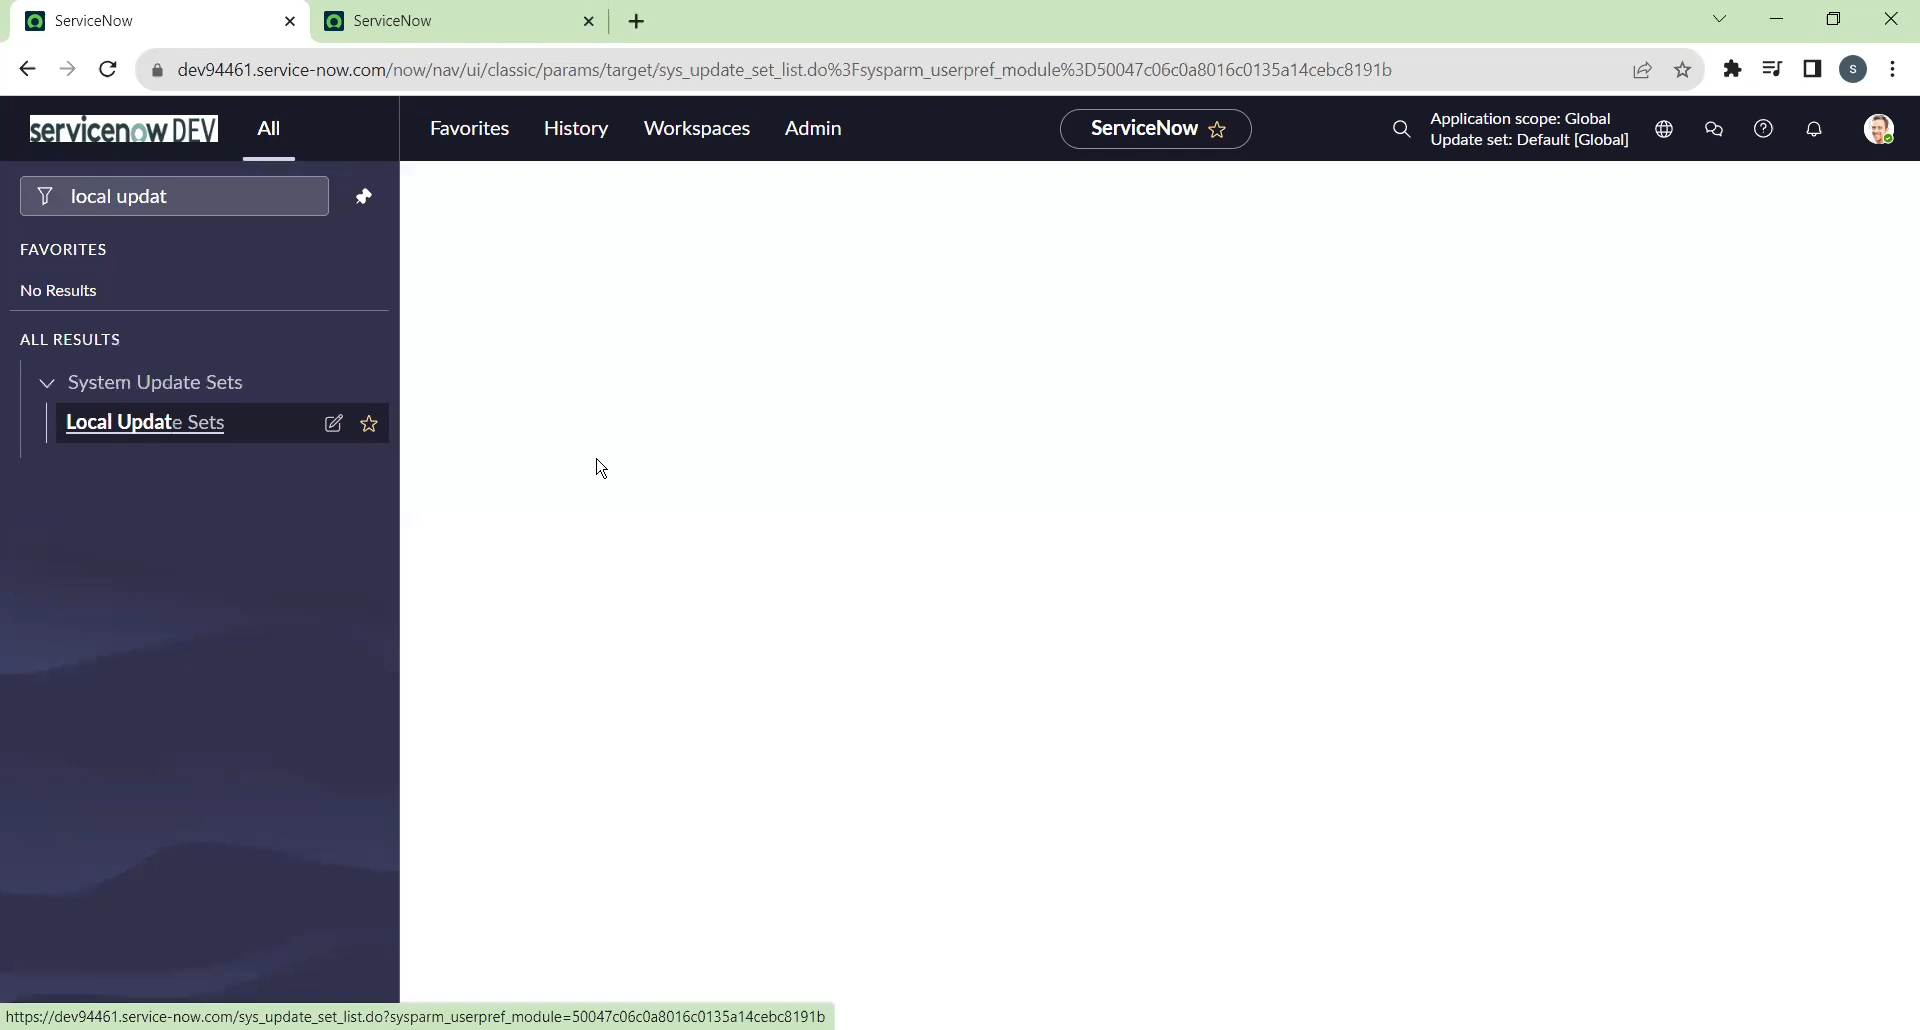 ServiceNow
ServiceNow
dev94461.service-now.com/now/nav/ui/classic/params/target/sys_update_set_list.do%3Fsysparm_userpref_module%3D50047c06c0a8016c0135a14cebc8191b
S
servicenow DEV
All
Favorites
History
Workspaces
Admin
ServiceNow
Application scope: Global
Update set: Default [Global]
local updat
FAVORITES
No Results
ALL RESULTS
System Update Sets
Local Update Sets
https://dev94461.service-now.com/sys_update_set_list.do?sysparm_userpref_module=50047c06c0a8016c0135a14cebc8191b